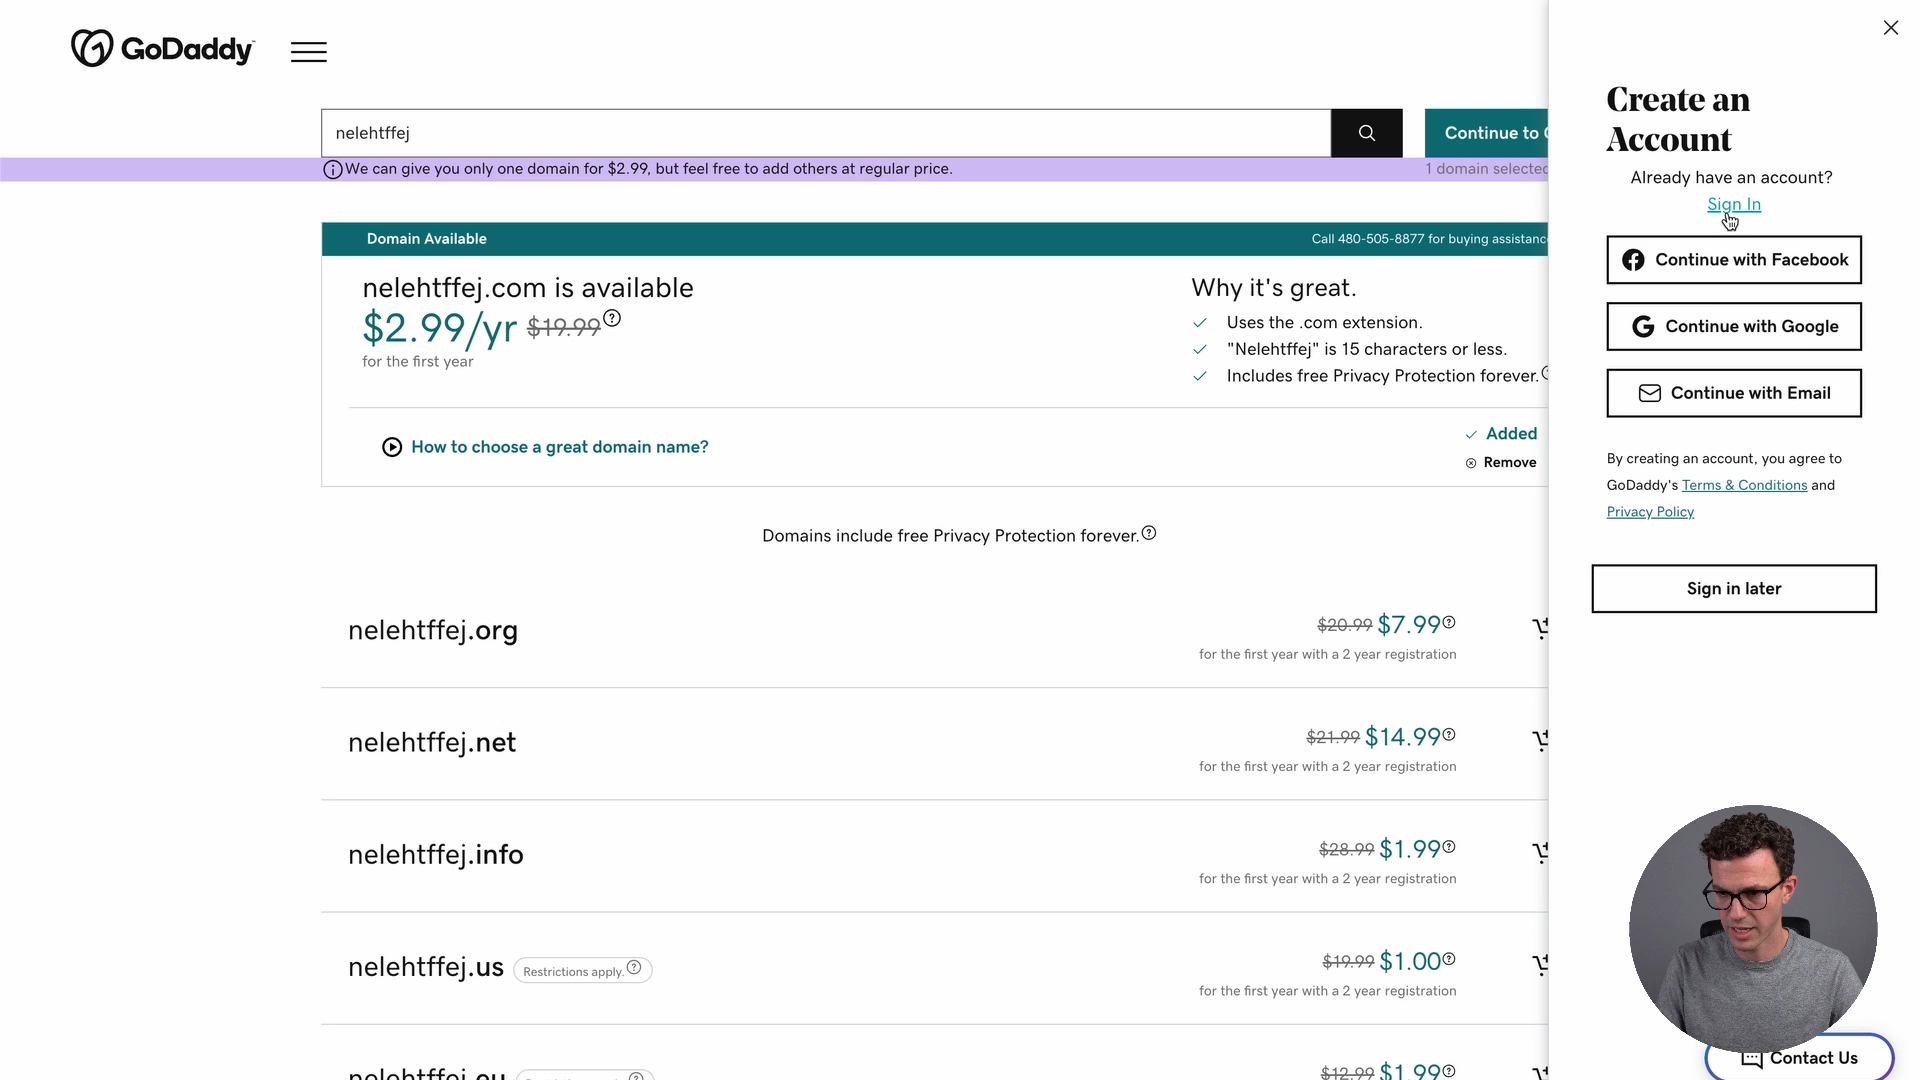 GoDaddy
nelehtffej
Continue to
We can give you only one domain for $2.99, but feel free to add others at regular price.
1 domain selected
Domain Available
Call 480-505-8877 for buying assistance
nelehtffej.com is available
$2.99/yr $19.99
for the first year
Why it's great.
Uses the .com extension.
"Nelehtffej" is 15 characters or less.
Includes free Privacy Protection forever.
How to choose a great domain name?
Added
Remove
Domains include free Privacy Protection forever.
nelehtffej.org
$20.99 $7.99
for the first year with a 2 year registration
nelehtffej.net
$21.99 $14.99
for the first year with a 2 year registration
nelehtffej.info
$28.99 $1.99
for the first year with a 2 year registration
nelehtffej.us Restrictions apply.
$19.99 $1.00
for the first year with a 2 year registration
nelehtffej.eu
$12.99 $1.99
Create an
Account
Already have an account?
Sign In
Continue with Facebook
Continue with Google
Continue with Email
By creating an account, you agree to
GoDaddy's Terms & Conditions and
Privacy Policy
Sign in later
Contact Us